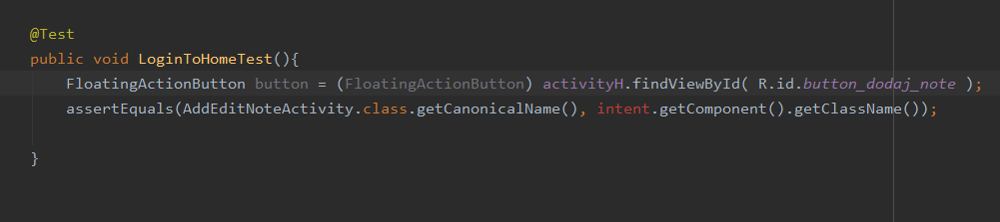 @Test
public void LoginToHomeTest(){
FloatingActionButton button = (FloatingActionButton) activityH.findViewById( R.id.button_dodaj_note );
assertEquals(AddEditNoteActivity.class.getCanonicalName(), intent.getComponent().getClassName());
}